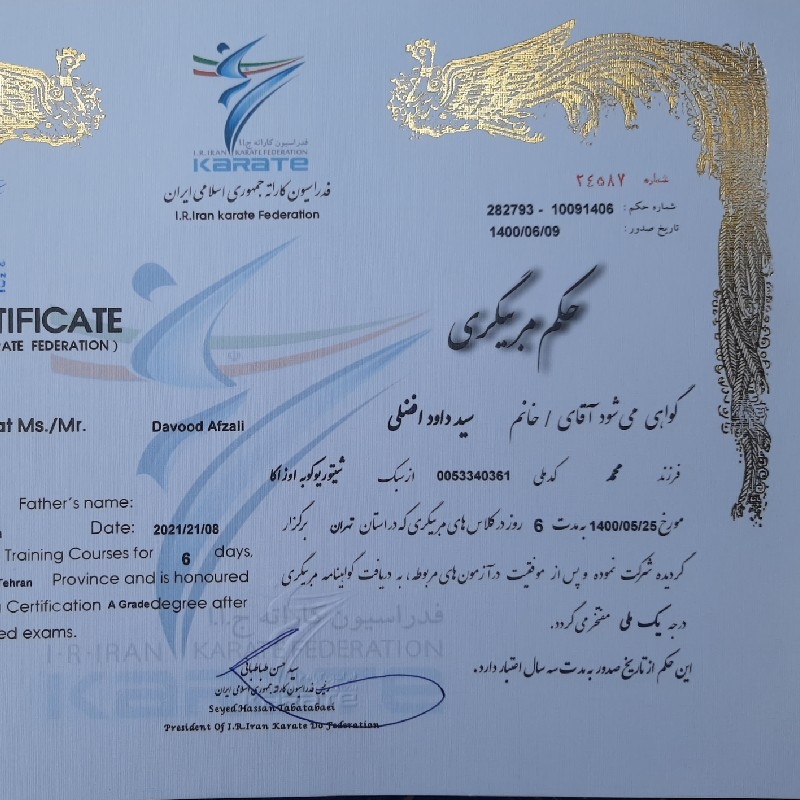 فدراسیون کاراته ج.ا.ا
I.R.IRAN KARATE FEDERATION
KARATE
فدراسیون کاراته جمهوری اسلامی ایران
I.R.Iran karate Federation
شماره ۲۴۵۸۷
شماره حکم : 10091406 - 282793
تاریخ صدور : 1400/06/09
حکم مربیگری
گواهی می شود آقای / خانم سید داود افضلی
فرزند محمد کد ملی 0053340361 از سبک شیتوریو کوبه اوزاکا
مورخ 1400/05/25 به مدت 6 روز در کلاس های مربیگری که در استان تهران برگزار
گردیده شرکت نموده و پس از موفقیت در آزمون های مربوطه، به دریافت گواهینامه مربیگری
درجه یک ملی مفتخر می گردد.
این حکم از تاریخ صدور به مدت سه سال اعتبار دارد.
TIFICATE
ATE FEDERATION )
at Ms./Mr. Davood Afzali
Father's name:
Date: 2021/21/08
Training Courses for 6 days,
Tehran Province and is honoured
Certification A Grade degree after
ed exams.
فدراسیون کاراته ج.ا.ا
I.R.IRAN KARATE FEDERATION
KARATE
سید حسن طباطبائی
رئیس فدراسیون کاراته جمهوری اسلامی ایران
Seyed Hassan Tabatabaei
President Of I.R.Iran Karate Do Federation